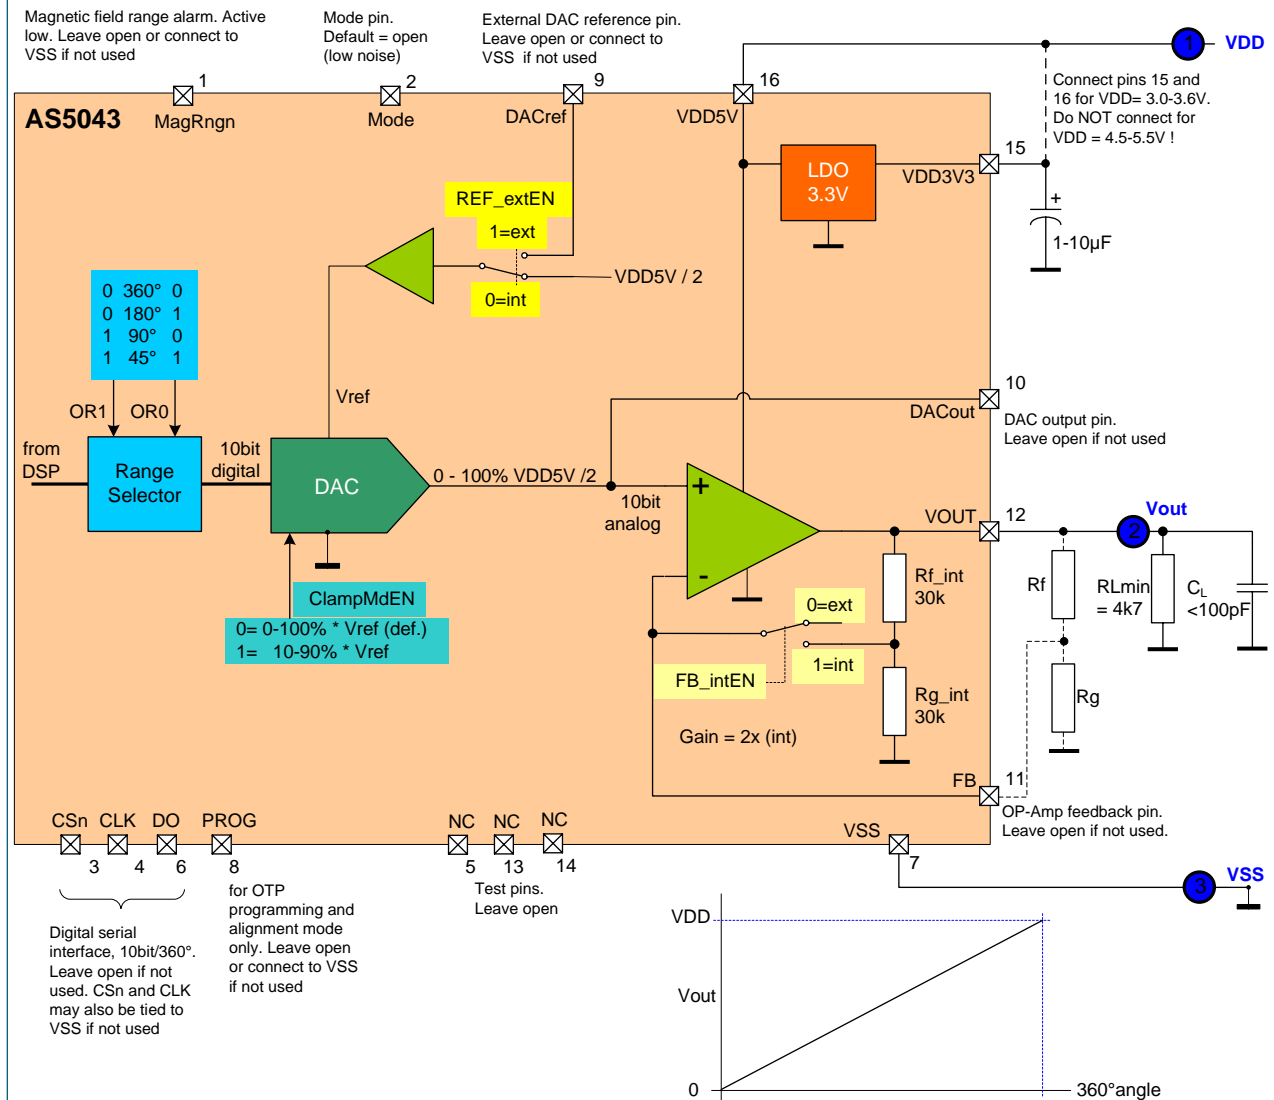 Magnetic field range alarm. Active
low. Leave open or connect to
VSS if not used
Mode pin.
Default = open
(low noise)
External DAC reference pin.
Leave open or connect to
VSS if not used
1
2
9
16
1
VDD
AS5043
MagRngn
Mode
DACref
VDD5V
Connect pins 15 and
16 for VDD= 3.0-3.6V.
Do NOT connect for
VDD = 4.5-5.5V !
15
LDO
3.3V
VDD3V3
+
1-10µF
REF_extEN
1=ext
VDD5V / 2
0=int
0 360° 0
0 180° 1
1 90° 0
1 45° 1
OR1
OR0
Vref
10
DACout
DAC output pin.
Leave open if not used
from
DSP
Range
Selector
10bit
digital
DAC
0 - 100% VDD5V /2
10bit
analog
+
-
VOUT
12
2
Vout
Rf_int
30k
Rf
RLmin
= 4k7
CL
<100pF
ClampMdEN
0= 0-100% * Vref (def.)
1= 10-90% * Vref
0=ext
1=int
FB_intEN
Rg_int
30k
Rg
Gain = 2x (int)
FB
11
OP-Amp feedback pin.
Leave open if not used.
CSn
CLK
DO
PROG
NC
NC
NC
VSS
3
4
6
8
5
13
14
7
3
VSS
Test pins.
Leave open
for OTP
programming and
alignment mode
only. Leave open
or connect to VSS
if not used
Digital serial
interface, 10bit/360°.
Leave open if not
used. CSn and CLK
may also be tied to
VSS if not used
VDD
Vout
0
360°angle